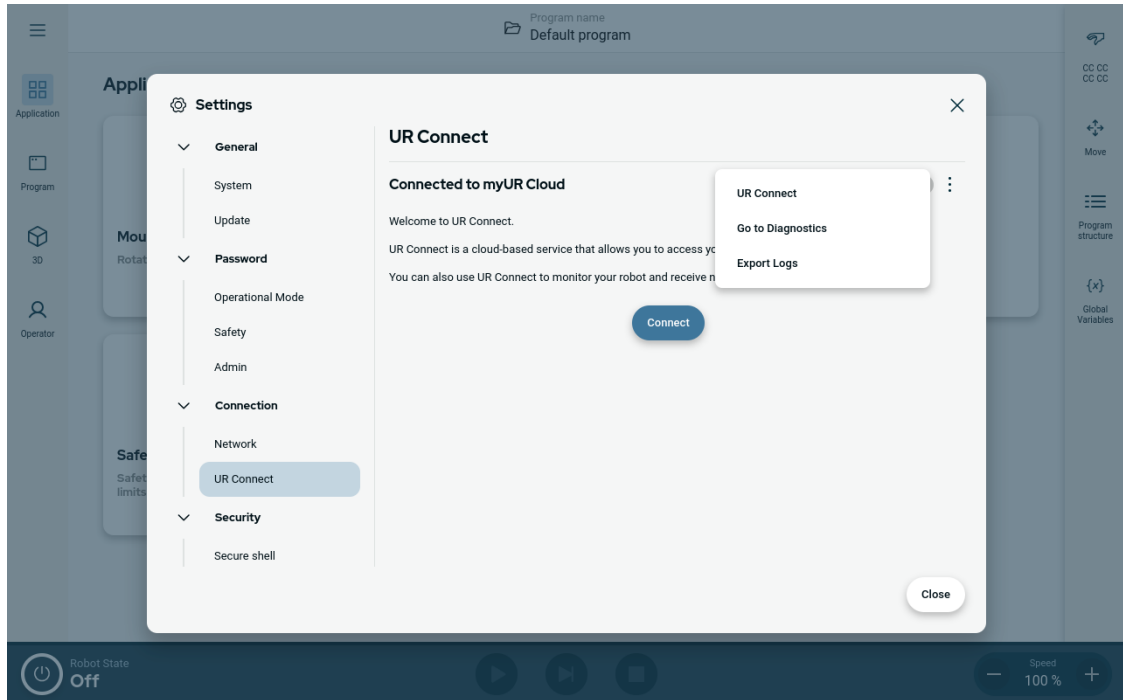 Program name
Default program
Application
Program
3D
Operator
Appli
Mou
Rotat
Safe
Safet
limits
Settings
General
System
Update
Password
Operational Mode
Safety
Admin
Connection
Network
UR Connect
Security
Secure shell
UR Connect
Connected to myUR Cloud
Welcome to UR Connect.
UR Connect is a cloud-based service that allows you to access yo
You can also use UR Connect to monitor your robot and receive n
UR Connect
Go to Diagnostics
Export Logs
Connect
Close
CC CC
CC CC
Move
Program
structure
{x}
Global
Variables
Robot State
Off
Speed
100 %